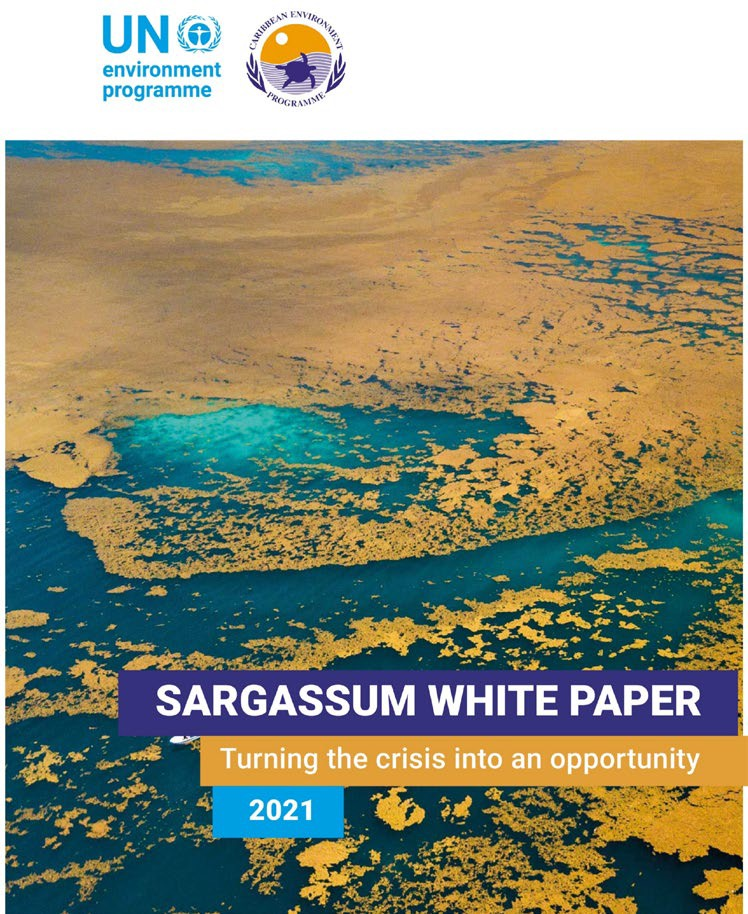 UN
environment
programme
CARIBBEAN ENVIRONMENT
PROGRAMME
SARGASSUM WHITE PAPER
Turning the crisis into an opportunity
2021